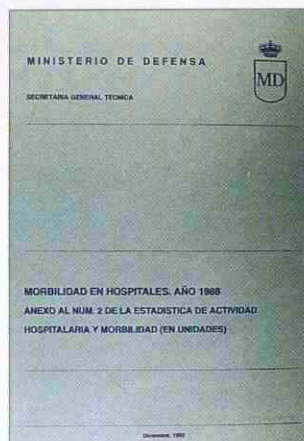 MINISTERIO DE DEFENSA
MD
SECRETARIA GENERAL TECNICA
MORBILIDAD EN HOSPITALES. AÑO 1988
ANEXO AL NUM. 2 DE LA ESTADISTICA DE ACTIVIDAD
HOSPITALARIA Y MORBILIDAD (EN UNIDADES)